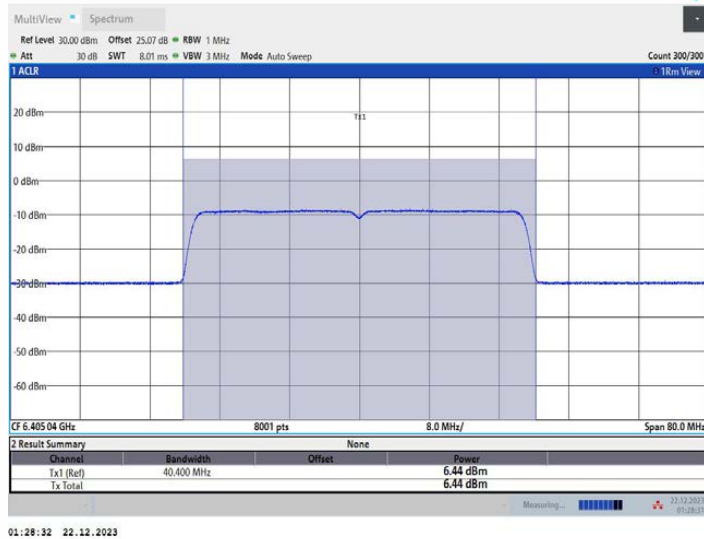 MultiView Spectrum
Ref Level 30.00 dBm Offset 25.07 dB RBW 1 MHz
Att 30 dB SWT 8.01 ms VBW 3 MHz Mode Auto Sweep Count 300/300
1 ACLR 1Rm View
Tx1
20 dBm
10 dBm
0 dBm
-10 dBm
-20 dBm
-30 dBm
-40 dBm
-50 dBm
-60 dBm
CF 6.405 04 GHz 8001 pts 8.0 MHz/ Span 80.0 MHz
2 Result Summary None
Channel Bandwidth Offset Power
Tx1 (Ref) 40.400 MHz 6.44 dBm
Tx Total 6.44 dBm
Measuring... 22.12.2023
01:28:31
01:28:32 22.12.2023